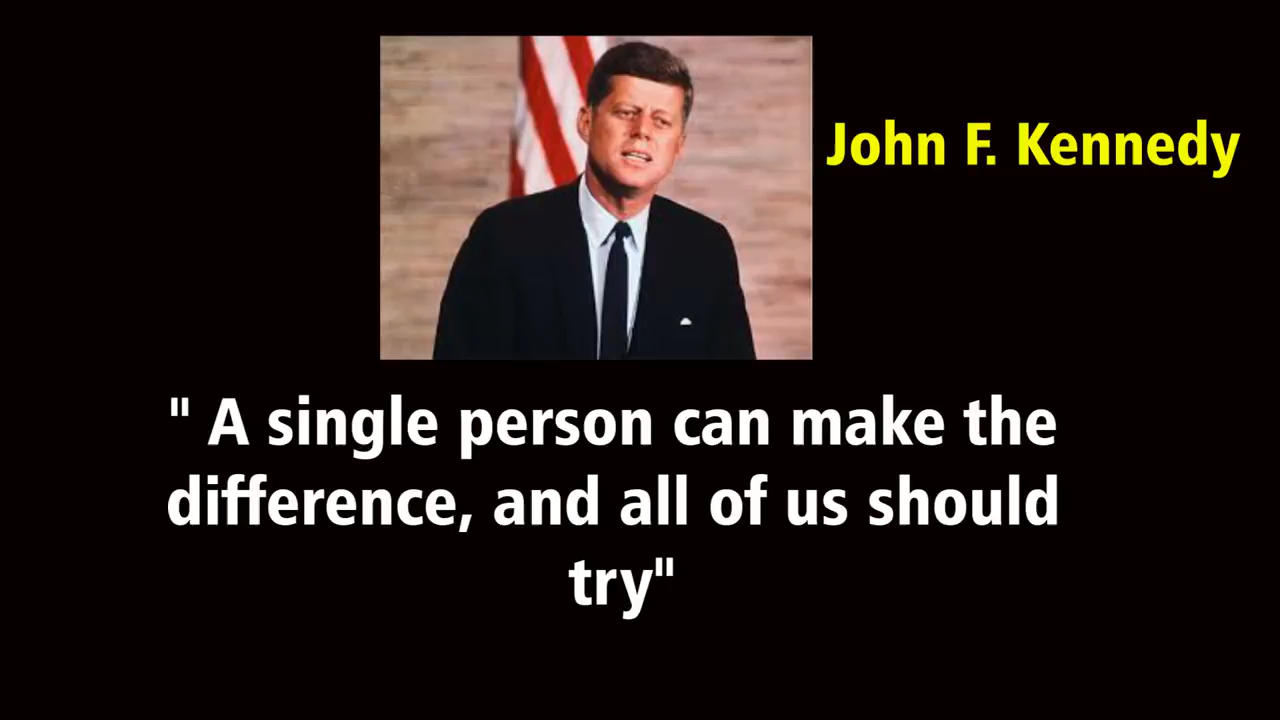 John F. Kennedy
" A single person can make the
difference, and all of us should
try"